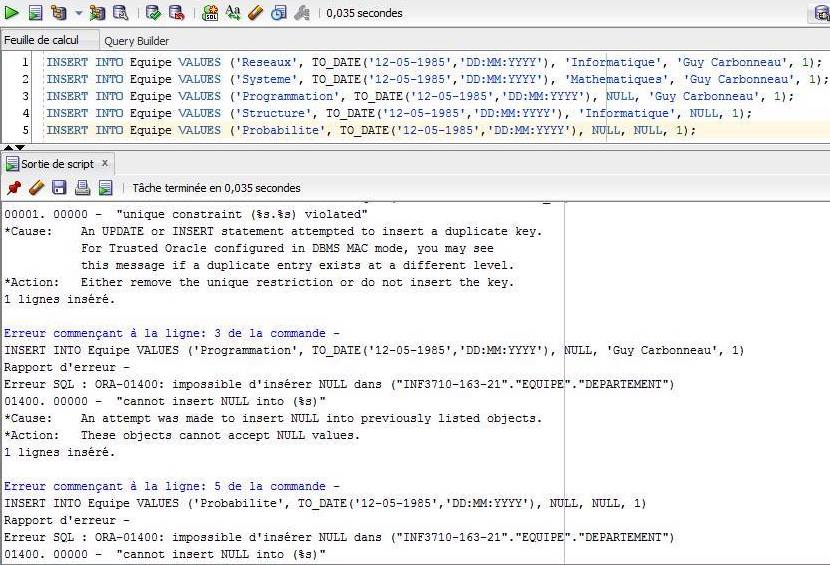 0,035 secondes
Feuille de calcul
Query Builder
1 INSERT INTO Equipe VALUES ('Reseaux', TO_DATE('12-05-1985','DD:MM:YYYY'), 'Informatique', 'Guy Carbonneau', 1);
2 INSERT INTO Equipe VALUES ('Systeme', TO_DATE('12-05-1985','DD:MM:YYYY'), 'Mathematiques', 'Guy Carbonneau', 1);
3 INSERT INTO Equipe VALUES ('Programmation', TO_DATE('12-05-1985','DD:MM:YYYY'), NULL, 'Guy Carbonneau', 1);
4 INSERT INTO Equipe VALUES ('Structure', TO_DATE('12-05-1985','DD:MM:YYYY'), 'Informatique', NULL, 1);
5 INSERT INTO Equipe VALUES ('Probabilite', TO_DATE('12-05-1985','DD:MM:YYYY'), NULL, NULL, 1);
Sortie de script x
Tâche terminée en 0,035 secondes
00001. 00000 - "unique constraint (%s.%s) violated"
*Cause: An UPDATE or INSERT statement attempted to insert a duplicate key.
For Trusted Oracle configured in DBMS MAC mode, you may see
this message if a duplicate entry exists at a different level.
*Action: Either remove the unique restriction or do not insert the key.
1 lignes inséré.
Erreur commençant à la ligne: 3 de la commande -
INSERT INTO Equipe VALUES ('Programmation', TO_DATE('12-05-1985','DD:MM:YYYY'), NULL, 'Guy Carbonneau', 1)
Rapport d'erreur -
Erreur SQL : ORA-01400: impossible d'insérer NULL dans ("INF3710-163-21"."EQUIPE"."DEPARTEMENT")
01400. 00000 - "cannot insert NULL into (%s)"
*Cause: An attempt was made to insert NULL into previously listed objects.
*Action: These objects cannot accept NULL values.
1 lignes inséré.
Erreur commençant à la ligne: 5 de la commande -
INSERT INTO Equipe VALUES ('Probabilite', TO_DATE('12-05-1985','DD:MM:YYYY'), NULL, NULL, 1)
Rapport d'erreur -
Erreur SQL : ORA-01400: impossible d'insérer NULL dans ("INF3710-163-21"."EQUIPE"."DEPARTEMENT")
01400. 00000 - "cannot insert NULL into (%s)"